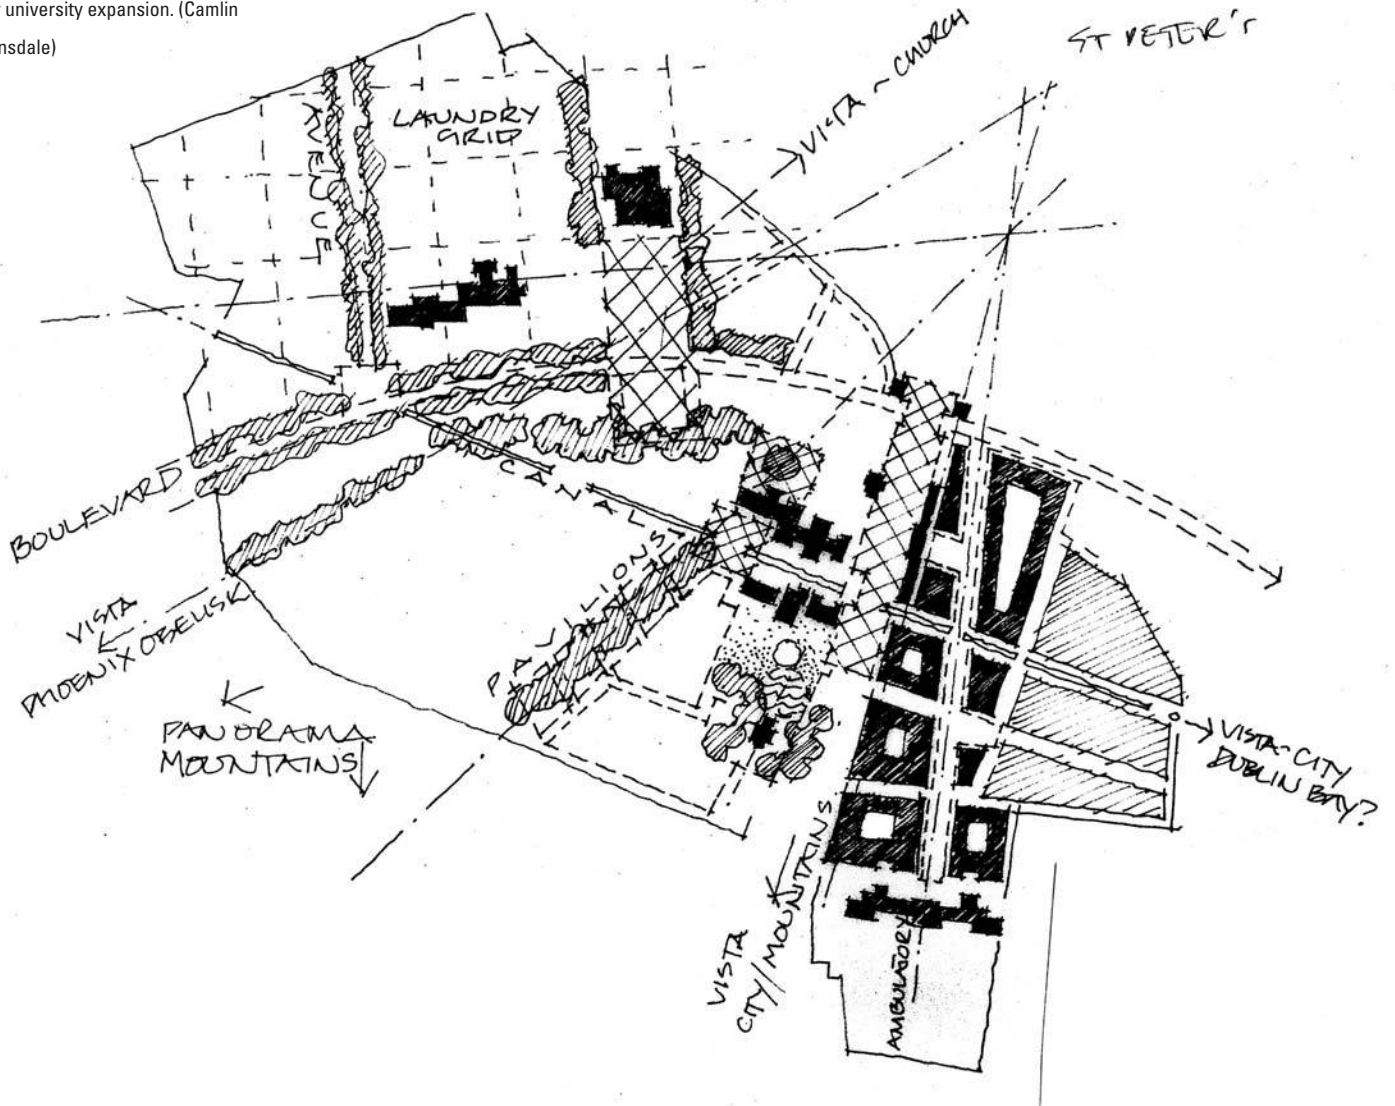 university expansion. (Camlin
nsdale)
ST PETER'S
VISTA - CHURCH
AVENUE
LAUNDRY
GRID
BOULEVARD
CANAL
PAVILIONS
VISTA
PHOENIX OBELISK
PANORAMA
MOUNTAINS
VISTA-CITY
DUBLIN BAY?
VISTA
CITY/MOUNTAINS
AMBULATORY